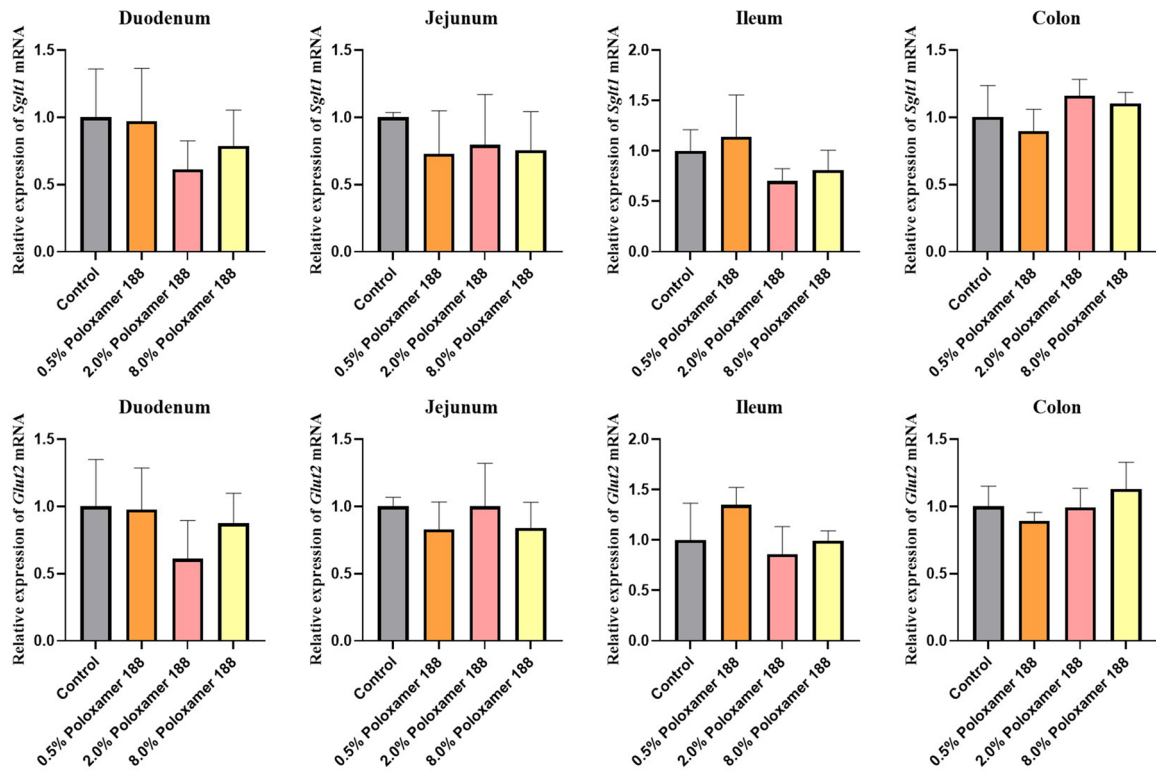 Duodenum
Relative expression of Sglt1 mRNA
1.5
1.0
0.5
0.0
Control
0.5% Poloxamer 188
2.0% Poloxamer 188
8.0% Poloxamer 188
Jejunum
Relative expression of Sglt1 mRNA
1.5
1.0
0.5
0.0
Control
0.5% Poloxamer 188
2.0% Poloxamer 188
8.0% Poloxamer 188
Ileum
Relative expression of Sglt1 mRNA
2.0
1.5
1.0
0.5
0.0
Control
0.5% Poloxamer 188
2.0% Poloxamer 188
8.0% Poloxamer 188
Colon
Relative expression of Sglt1 mRNA
1.5
1.0
0.5
0.0
Control
0.5% Poloxamer 188
2.0% Poloxamer 188
8.0% Poloxamer 188
Duodenum
Relative expression of Glut2 mRNA
1.5
1.0
0.5
0.0
Control
0.5% Poloxamer 188
2.0% Poloxamer 188
8.0% Poloxamer 188
Jejunum
Relative expression of Glut2 mRNA
1.5
1.0
0.5
0.0
Control
0.5% Poloxamer 188
2.0% Poloxamer 188
8.0% Poloxamer 188
Ileum
Relative expression of Glut2 mRNA
2.0
1.5
1.0
0.5
0.0
Control
0.5% Poloxamer 188
2.0% Poloxamer 188
8.0% Poloxamer 188
Colon
Relative expression of Glut2 mRNA
1.5
1.0
0.5
0.0
Control
0.5% Poloxamer 188
2.0% Poloxamer 188
8.0% Poloxamer 188